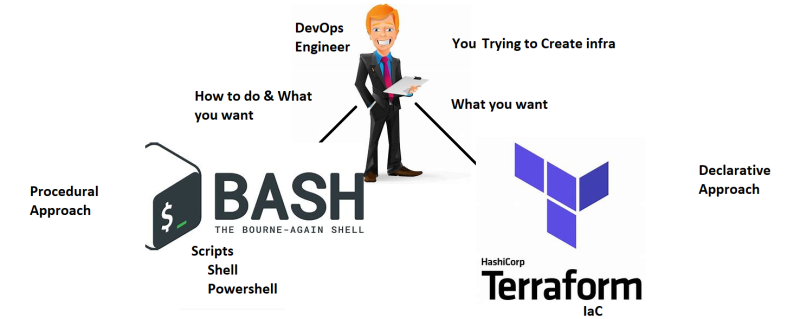 DevOps
Engineer
You Trying to Create infra
How to do & What
you want
What you want
Procedural
Approach
Declarative
Approach
$_
BASH
THE BOURNE-AGAIN SHELL
Scripts
Shell
Powershell
HashiCorp
Terraform
IaC